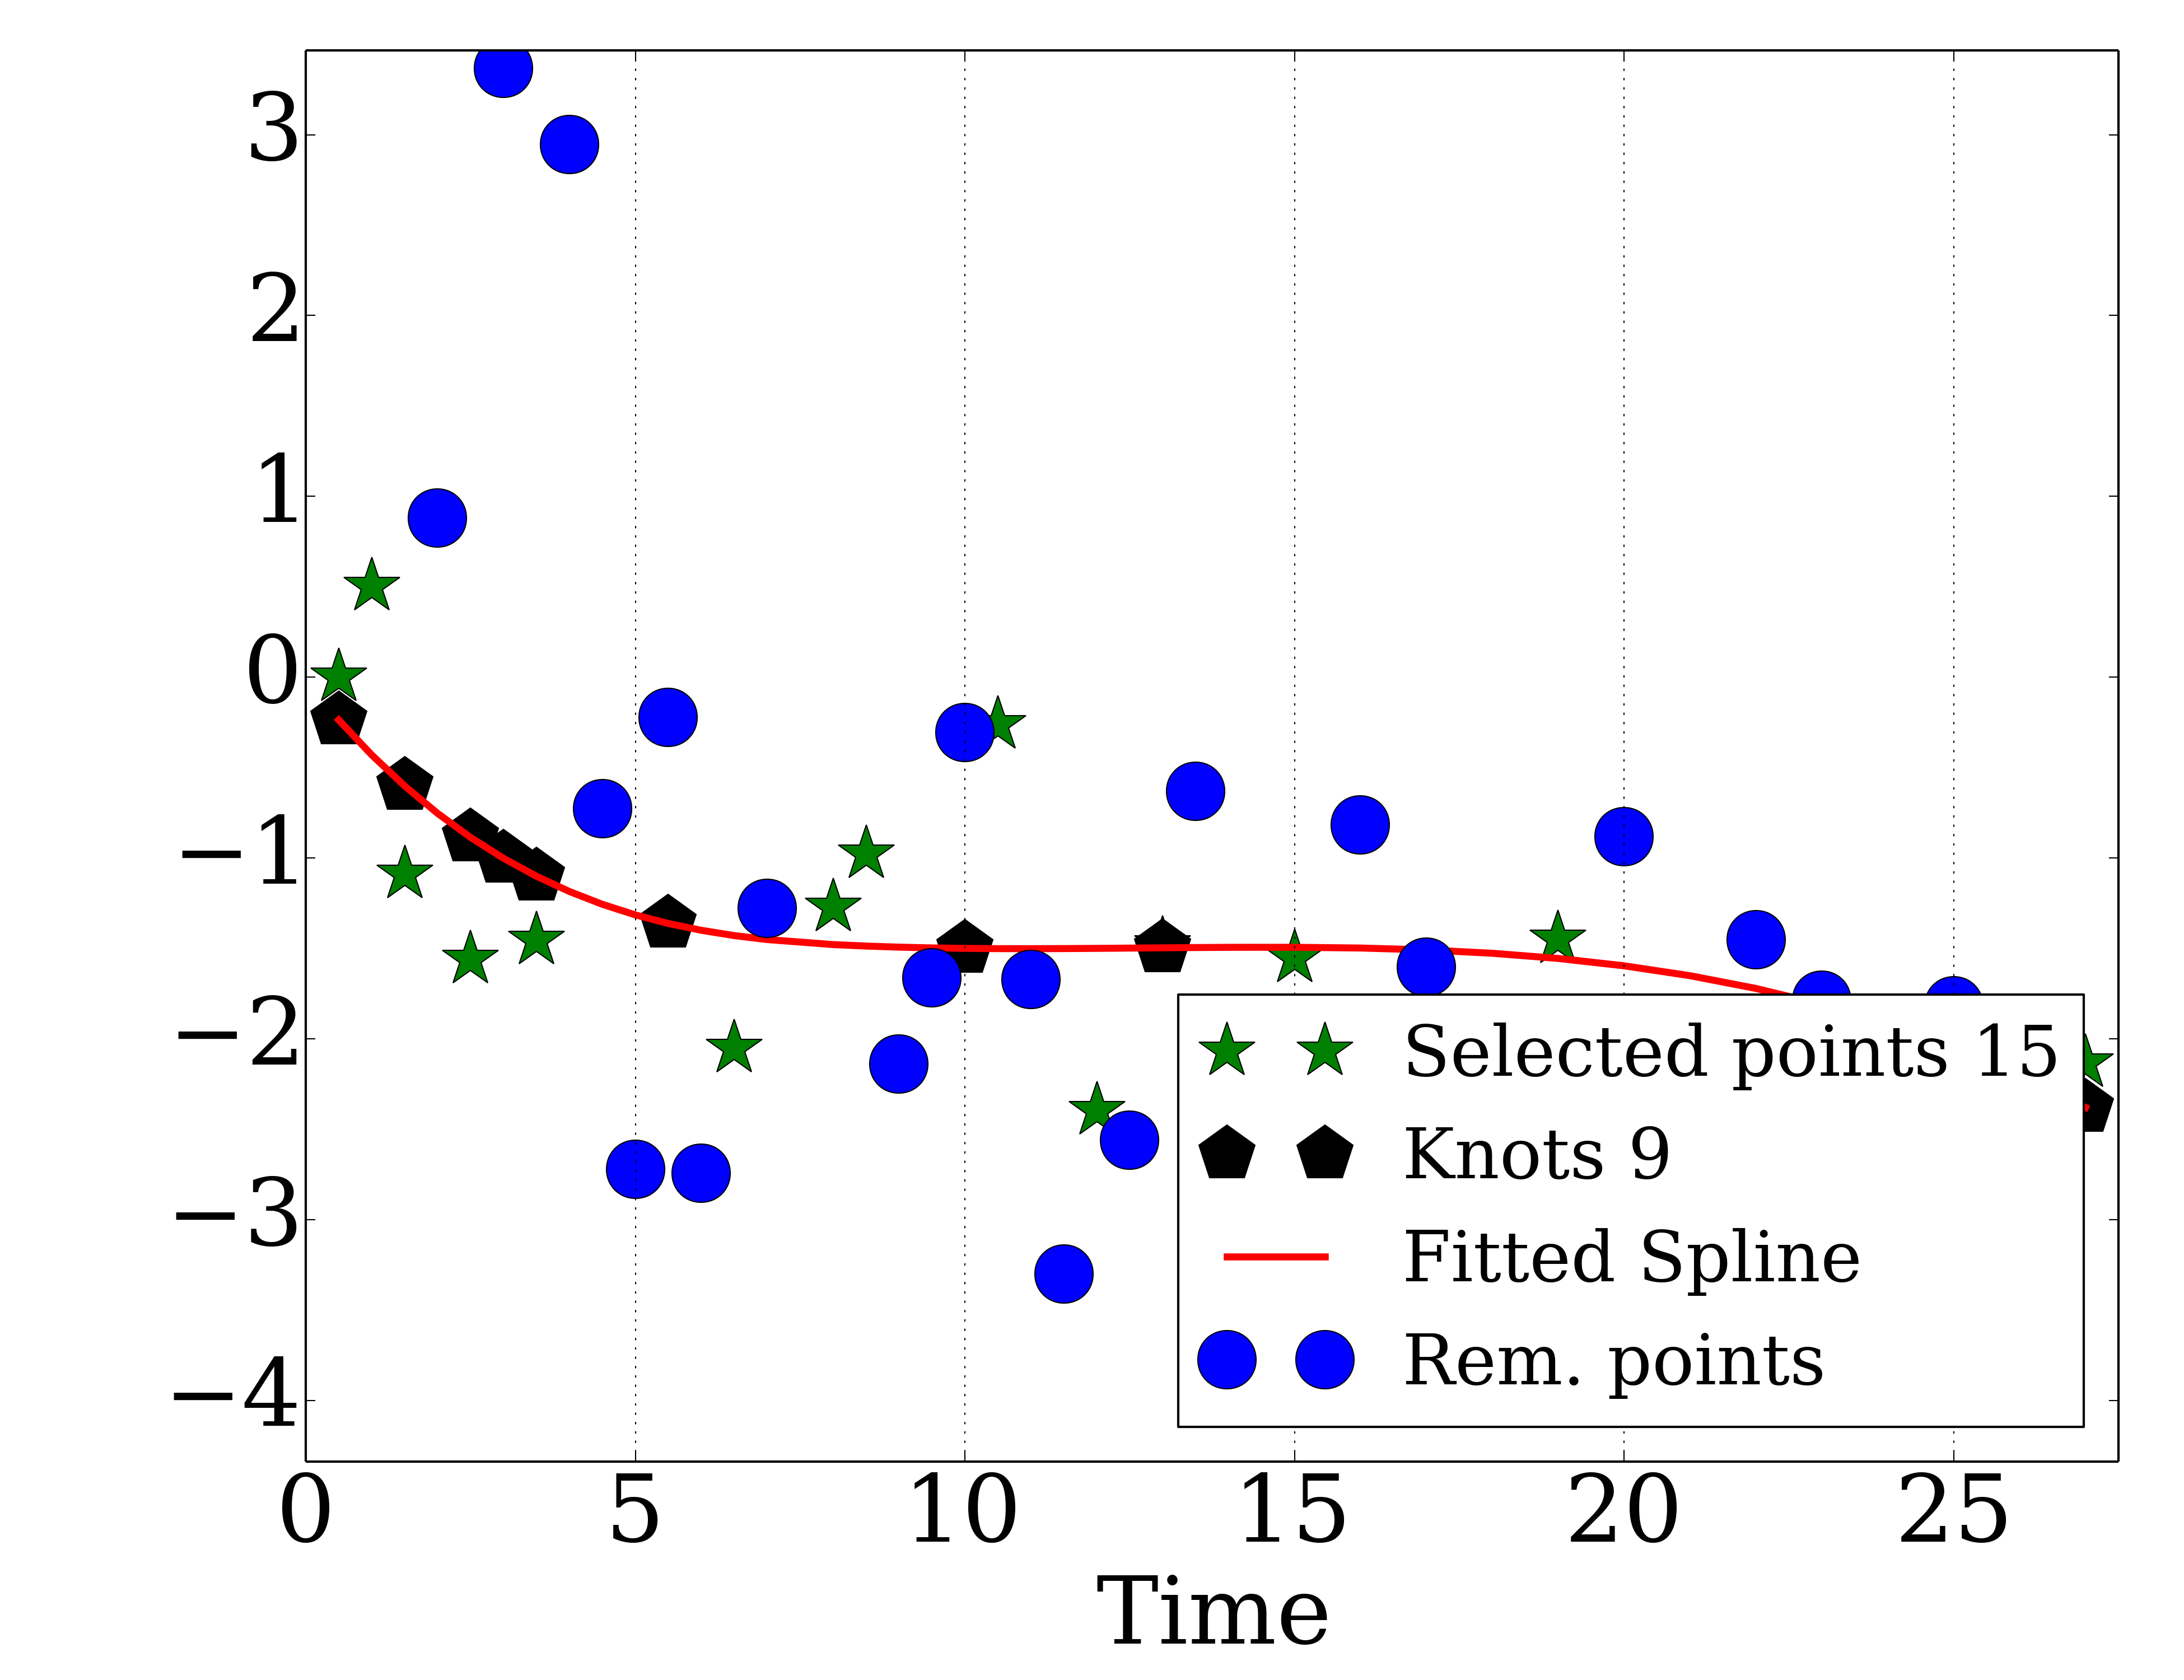 3
2
1
0
−1
−2
−3
−4
Selected points 15
Knots 9
Fitted Spline
Rem. points
0 5 10 15 20 25
Time